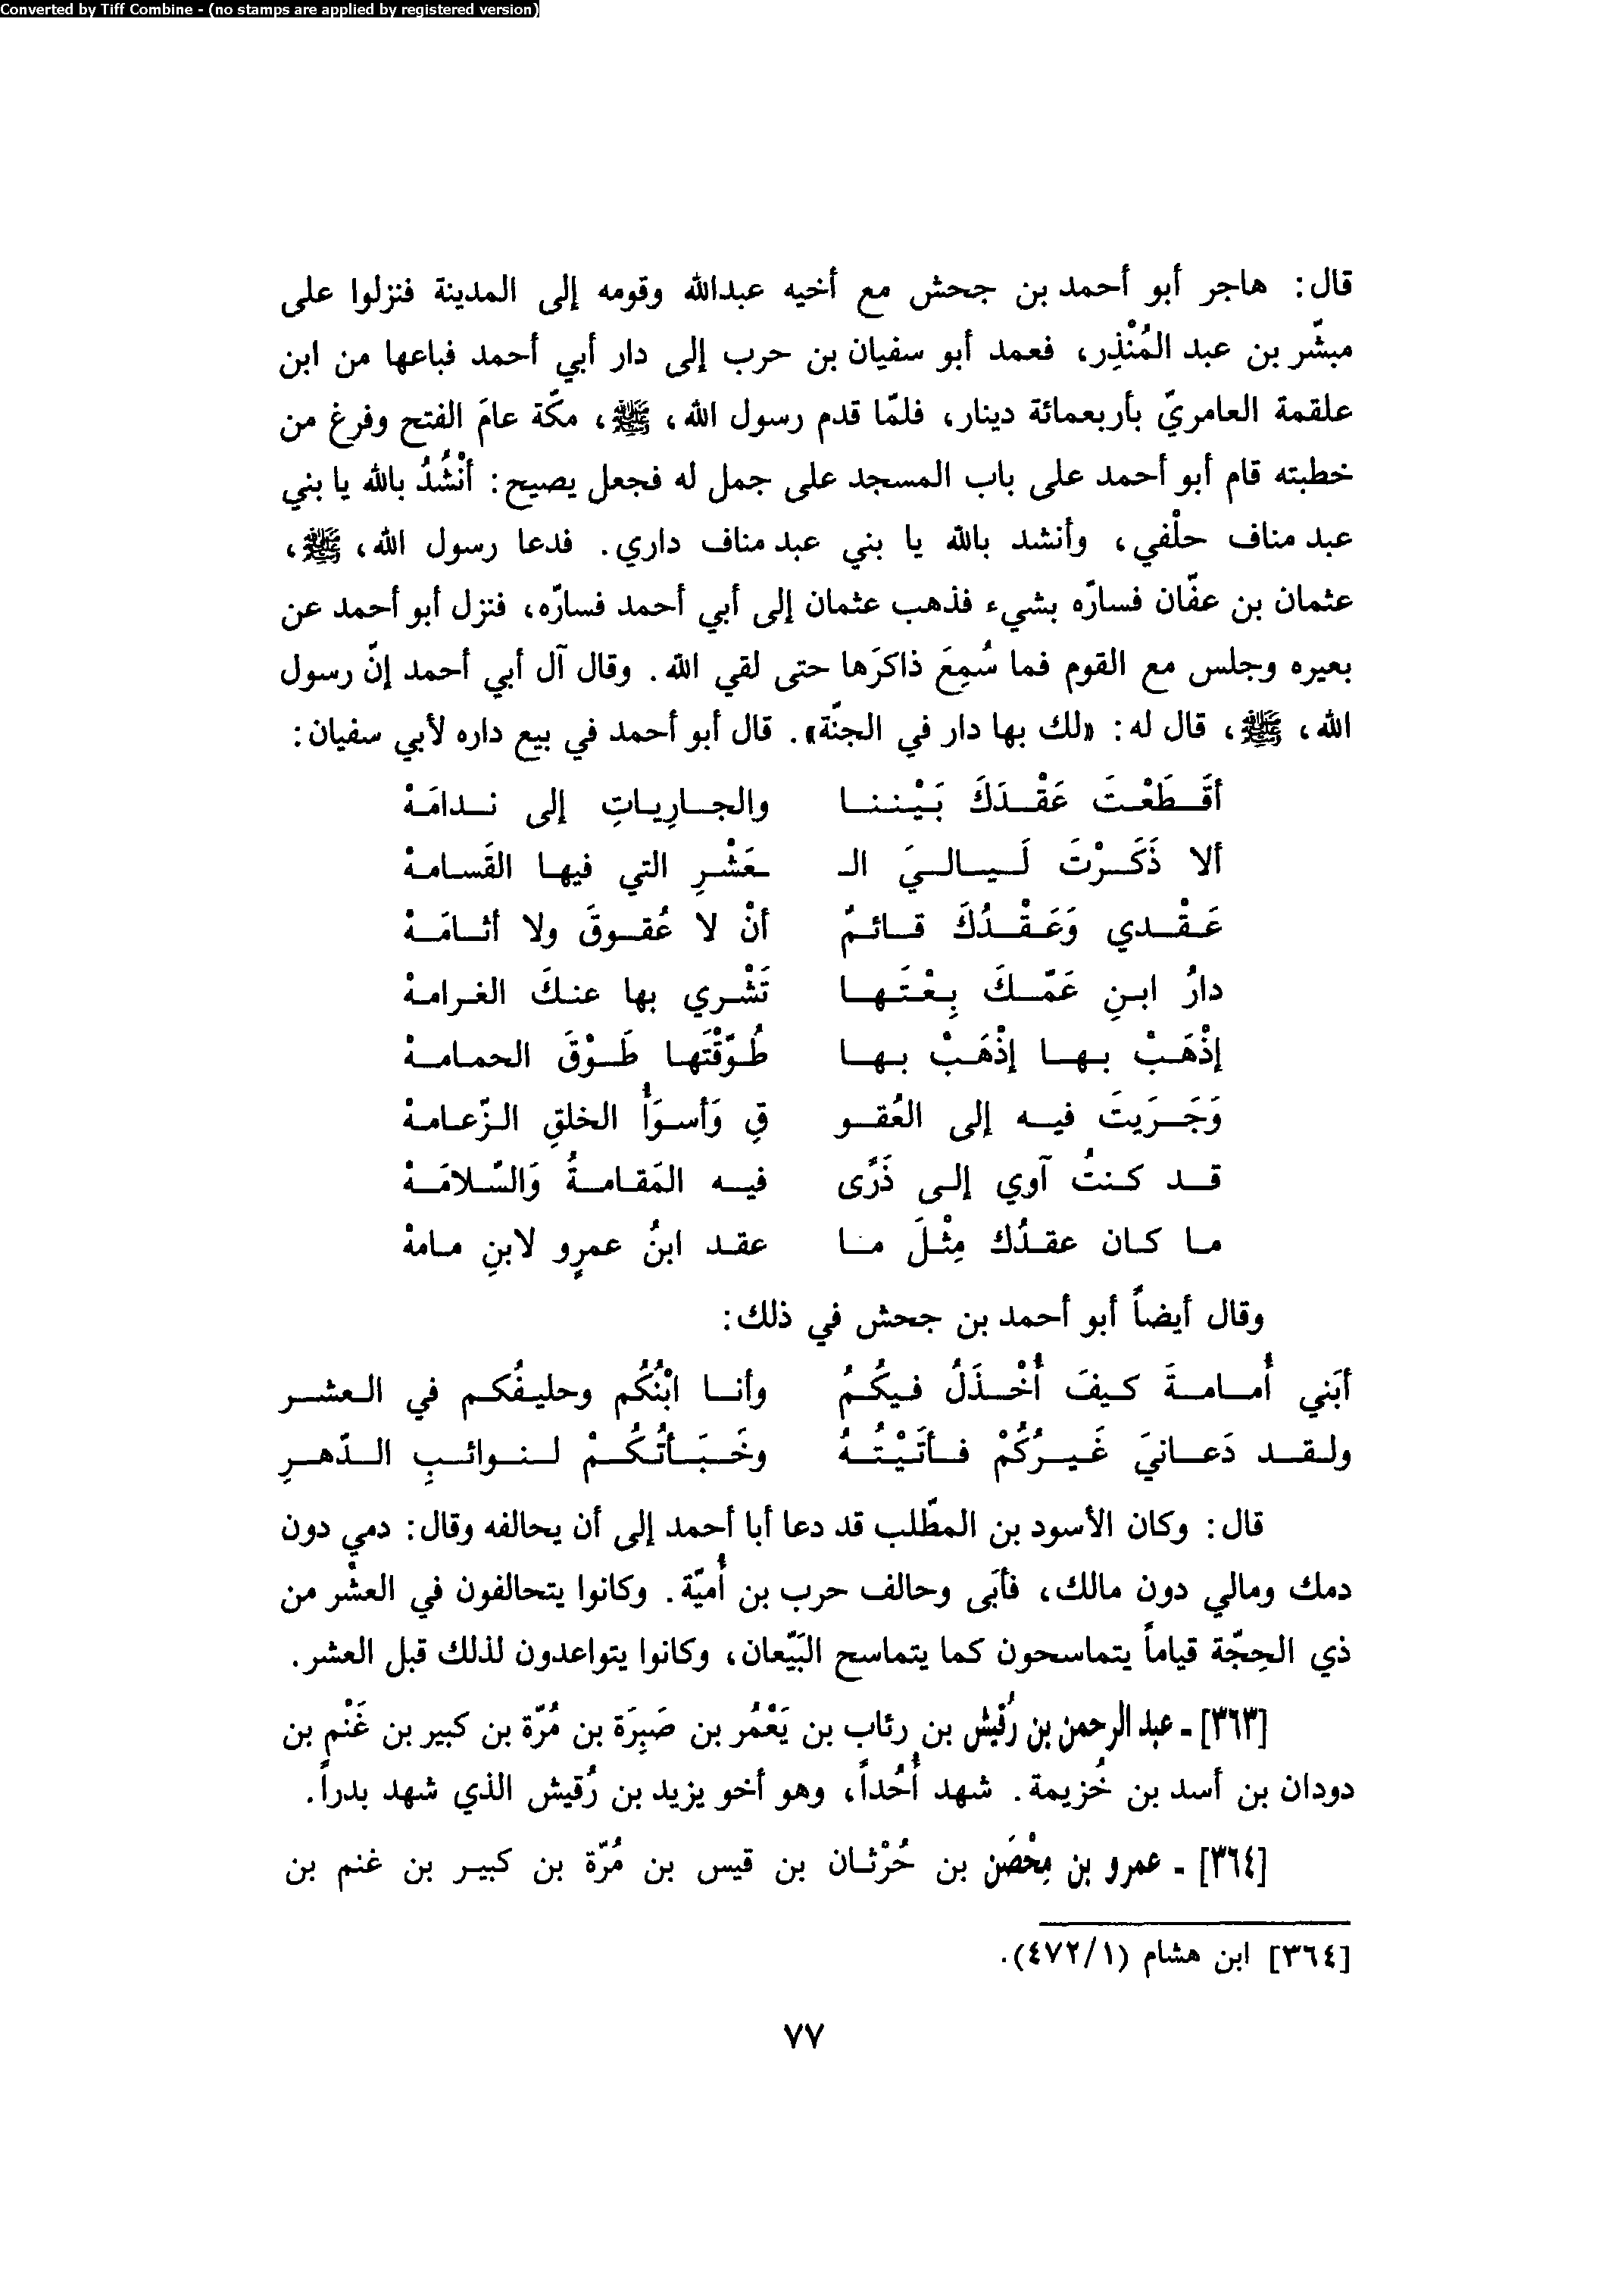 Converted by Tiff Combine - (no stamps are applied by registered version)
قال: هاجر أبو أحمد بن جحش مع أخيه عبدالله وقومه إلى المدينة فنزلوا على
مبشّر بن عبد المُنْذِر، فعمد أبو سفيان بن حرب إلى دار أبي أحمد فباعها من ابن
علقمة العامريّ بأربعمائة دينار، فلمّا قدم رسول الله، ﷺ، مكّة عامَ الفتح وفرغ من
خطبته قام أبو أحمد على باب المسجد على جمل له فجعل يصيح: أنْشُدُ بالله يا بني
عبد مناف حلْفي، وأنشد بالله يا بني عبد مناف داري. فدعا رسول الله، ﷺ،
عثمان بن عفّان فسارّه بشيء فذهب عثمان إلى أبي أحمد فسارّه، فنزل أبو أحمد عن
بعيره وجلس مع القوم فما سُمِعَ ذاكرَها حتى لقي الله. وقال آل أبي أحمد إنّ رسول
الله، ﷺ، قال له: «لك بها دار في الجنّة». قال أبو أحمد في بيع داره لأبي سفيان:
أقَطَعْتَ عَقْدَكَ بَيْننا والجارِياتِ إلى ندامَهْ
ألا ذَكَرْتَ لَياليَ الـ ـعَشْرِ التي فيها القَسامهْ
عَقْدي وَعَقْدُكَ قائمٌ أنْ لا عُقوقَ ولا أثامَهْ
دارُ ابنِ عَمّكَ بِعْتَها تَشْري بها عنكَ الغرامهْ
إذْهَبْ بها إذْهَبْ بها طُوّقْتَها طَوْقَ الحمامهْ
وَجَرَيتَ فيه إلى العُقو قِ وَأسوَأُ الخلقِ الزّعامهْ
قد كنتُ آوي إلى ذَرًى فيه المَقامةُ وَالسّلامَهْ
ما كان عقدُك مِثْلَ ما عقد ابنُ عمرٍو لابنِ مامهْ
وقال أيضاً أبو أحمد بن جحش في ذلك:
أبَني أُمامةَ كيفَ أُخْذَلُ فيكُمُ وأنا ابْنُكُم وحليفُكم في العشر
ولقد دَعانيَ غَيرُكُمْ فأتَيْتُهُ وخَبَأتُكُمْ لنوائبِ الدّهرِ
قال: وكان الأسود بن المطّلب قد دعا أبا أحمد إلى أن يحالفه وقال: دمي دون
دمك ومالي دون مالك، فأبَى وحالف حرب بن أُميّة. وكانوا يتحالفون في العشْر من
ذي الحِجّة قياماً يتماسحون كما يتماسح البَيّعان، وكانوا يتواعدون لذلك قبل العشر.
[٣٦٣] ـ عبد الرحمن بن رُقيش بن رئاب بن يَعْمُر بن صَبِرَة بن مُرّة بن كبير بن غَنْم بن
دودان بن أسد بن خُزيمة. شهد أُحُداً، وهو أخو يزيد بن رُقيش الذي شهد بدراً.
[٣٦٤] ـ عمرو بن مِحْصَن بن حُرْثان بن قيس بن مُرّة بن كبير بن غنم بن
[٣٦٤] ابن هشام (٤٧٢/١).
٧٧